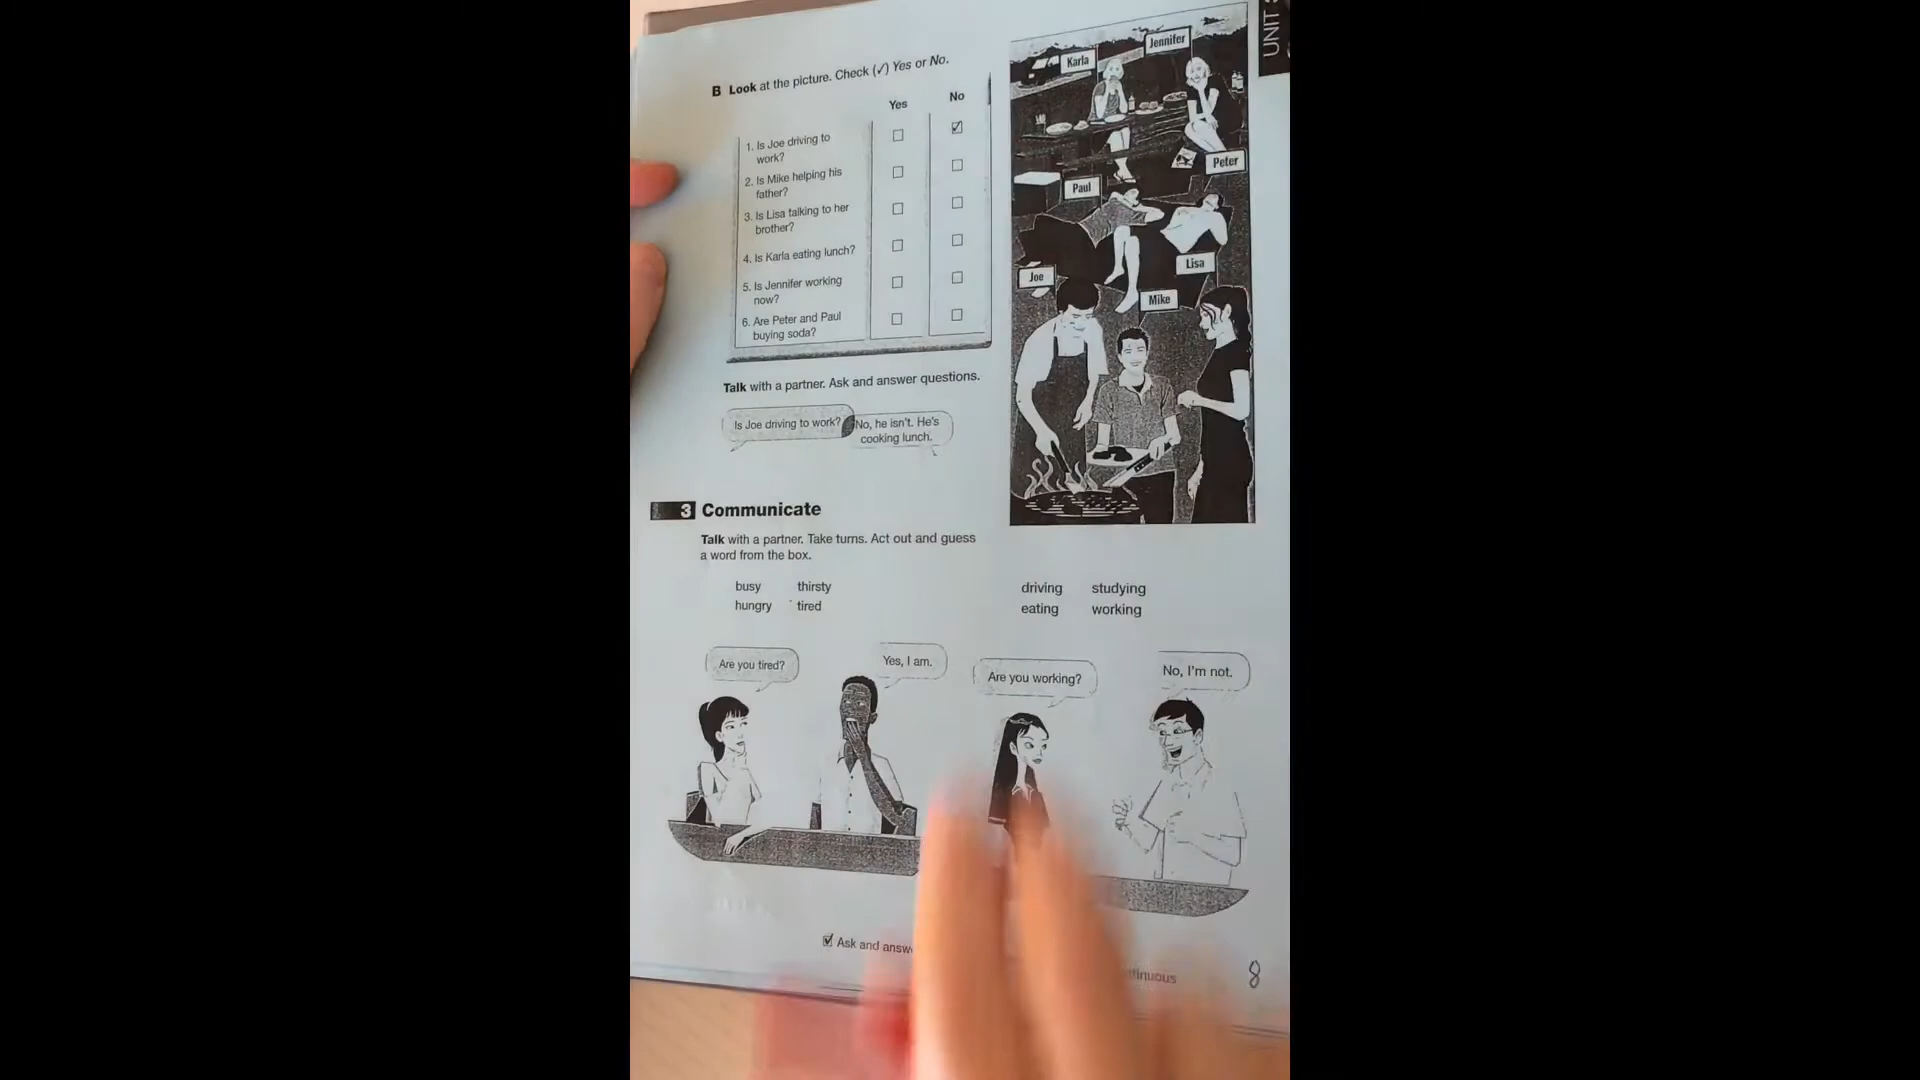 UNIT
B Look at the picture. Check (✓) Yes or No.
Yes No
1. Is Joe driving to
work?
2. Is Mike helping his
father?
3. Is Lisa talking to her
brother?
4. Is Karla eating lunch?
5. Is Jennifer working
now?
6. Are Peter and Paul
buying soda?
Karla
Jennifer
Peter
Paul
Lisa
Joe
Mike
Talk with a partner. Ask and answer questions.
Is Joe driving to work?
No, he isn't. He's
cooking lunch.
3 Communicate
Talk with a partner. Take turns. Act out and guess
a word from the box.
busy thirsty
hungry tired
driving studying
eating working
Are you tired?
Yes, I am.
Are you working?
No, I'm not.
Ask and
8